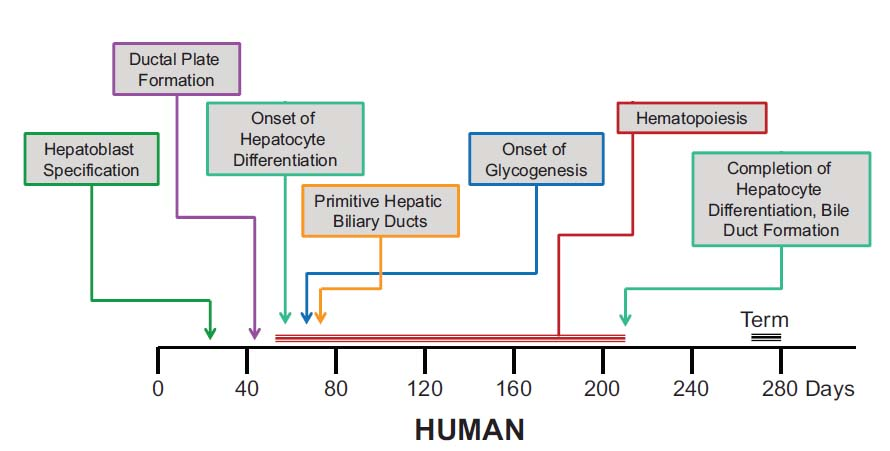 Ductal Plate
Formation
Onset of
Hepatocyte
Differentiation
Hematopoiesis
Hepatoblast
Specification
Onset of
Glycogenesis
Completion of
Hepatocyte
Differentiation, Bile
Duct Formation
Primitive Hepatic
Biliary Ducts
Term
0 40 80 120 160 200 240 280 Days
HUMAN